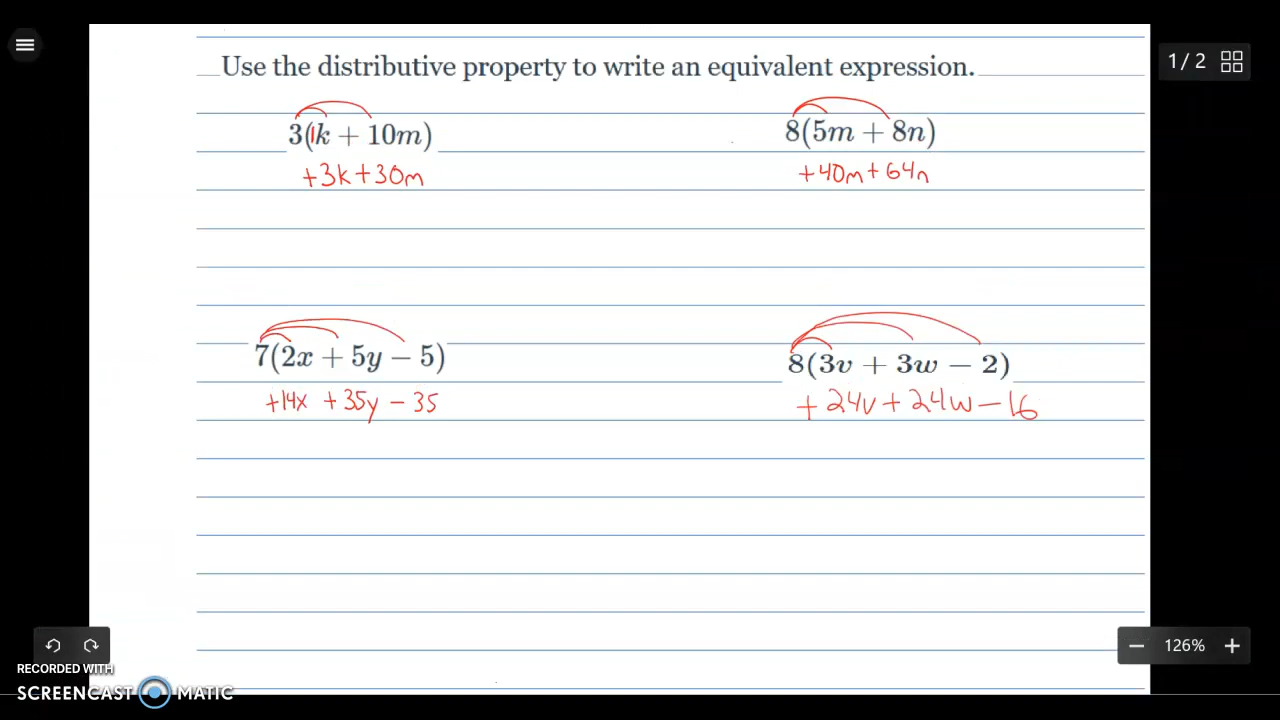 1 / 2
Use the distributive property to write an equivalent expression.
3(1k + 10m)
+3k+30m
8(5m + 8n)
+40m+64n
7(2x + 5y − 5)
+14x +35y − 35
8(3v + 3w − 2)
+ 24v + 24w − 16
126%
RECORDED WITH
SCREENCAST MATIC